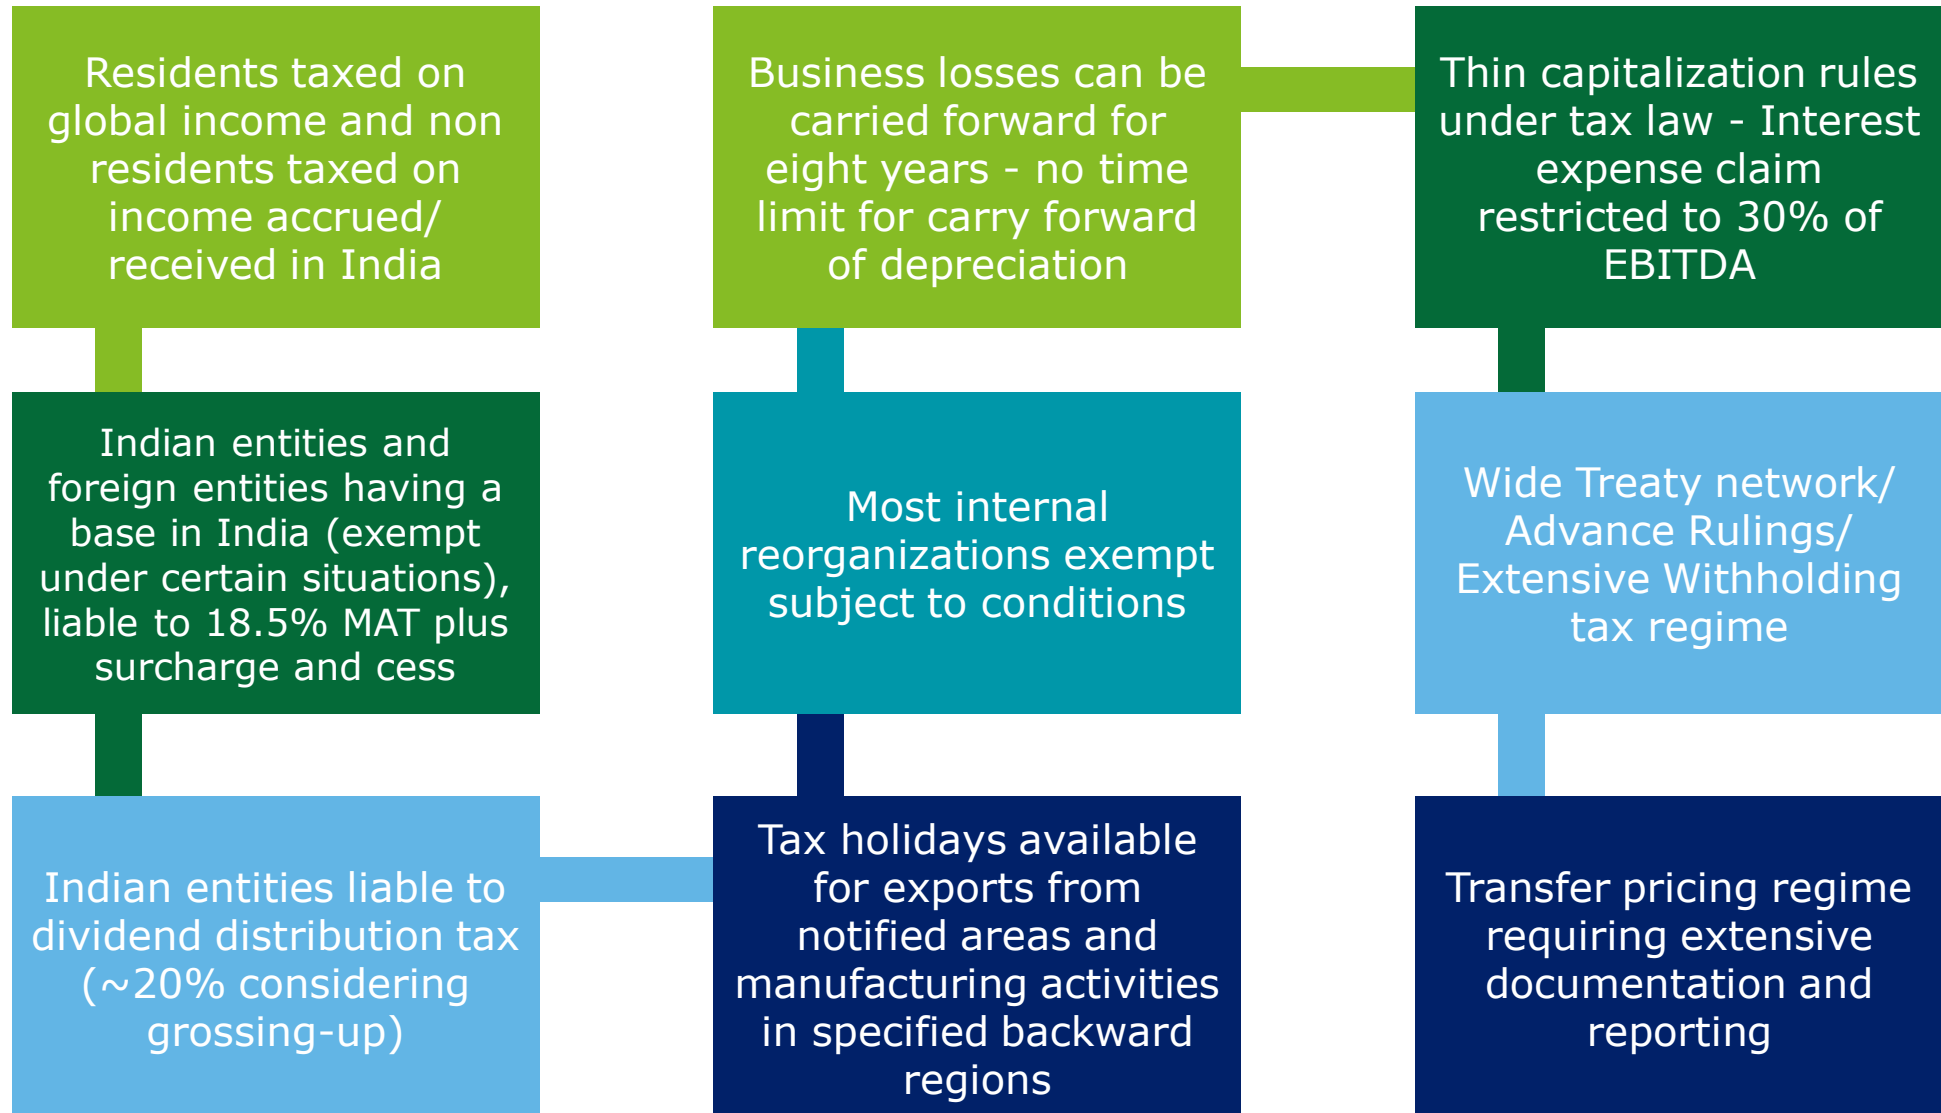 Residents taxed on
global income and non
residents taxed on
income accrued/
received in India
Indian entities and
foreign entities having a
base in India (exempt
under certain situations),
liable to 18.5% MAT plus
surcharge and cess
Indian entities liable to
dividend distribution tax
(~20% considering
grossing-up)
Tax holidays available
for exports from
notified areas and
manufacturing activities
in specified backward
regions
Most internal
reorganizations exempt
subject to conditions
Business losses can be
carried forward for
eight years - no time
limit for carry forward
of depreciation
Thin capitalization rules
under tax law - Interest
expense claim
restricted to 30% of
EBITDA
Wide Treaty network/
Advance Rulings/
Extensive Withholding
tax regime
Transfer pricing regime
requiring extensive
documentation and
reporting